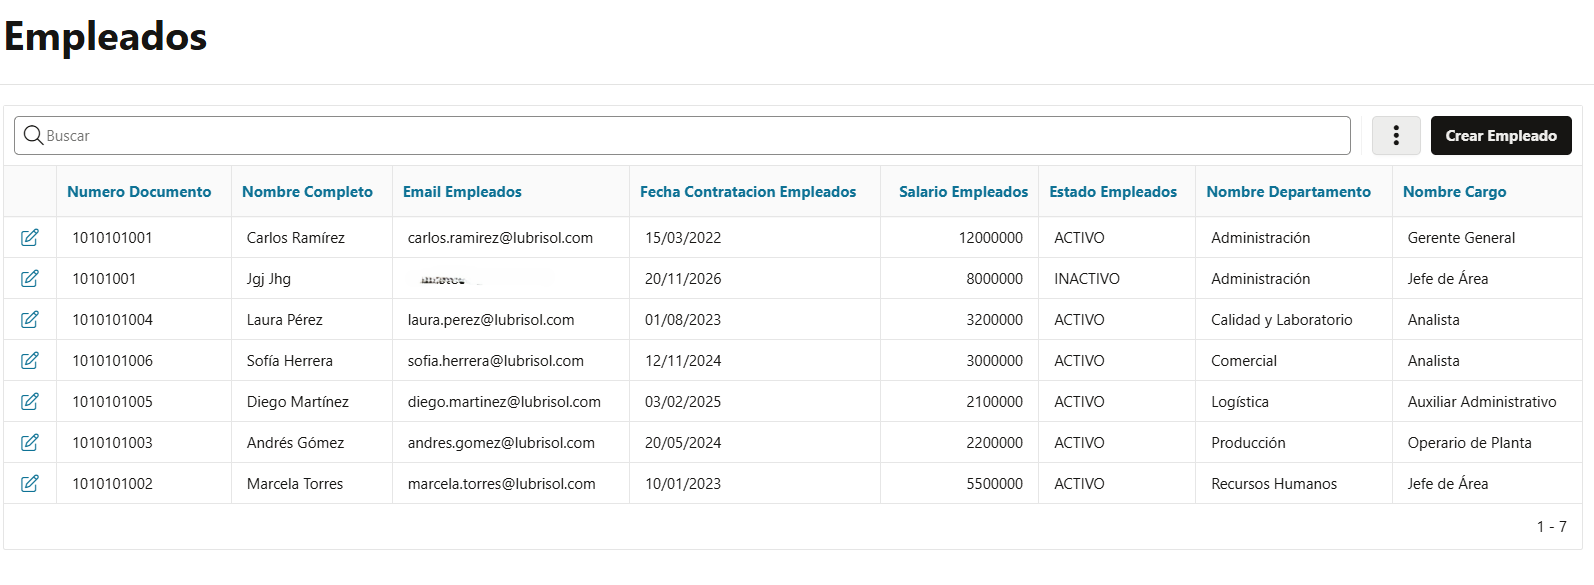 Empleados
Buscar
Crear Empleado
Numero Documento Nombre Completo Email Empleados Fecha Contratacion Empleados Salario Empleados Estado Empleados Nombre Departamento Nombre Cargo
1010101001 Carlos Ramírez carlos.ramirez@lubrisol.com 15/03/2022 12000000 ACTIVO Administración Gerente General
10101001 Jgj Jhg 20/11/2026 8000000 INACTIVO Administración Jefe de Área
1010101004 Laura Pérez laura.perez@lubrisol.com 01/08/2023 3200000 ACTIVO Calidad y Laboratorio Analista
1010101006 Sofía Herrera sofia.herrera@lubrisol.com 12/11/2024 3000000 ACTIVO Comercial Analista
1010101005 Diego Martínez diego.martinez@lubrisol.com 03/02/2025 2100000 ACTIVO Logística Auxiliar Administrativo
1010101003 Andrés Gómez andres.gomez@lubrisol.com 20/05/2024 2200000 ACTIVO Producción Operario de Planta
1010101002 Marcela Torres marcela.torres@lubrisol.com 10/01/2023 5500000 ACTIVO Recursos Humanos Jefe de Área
1 - 7